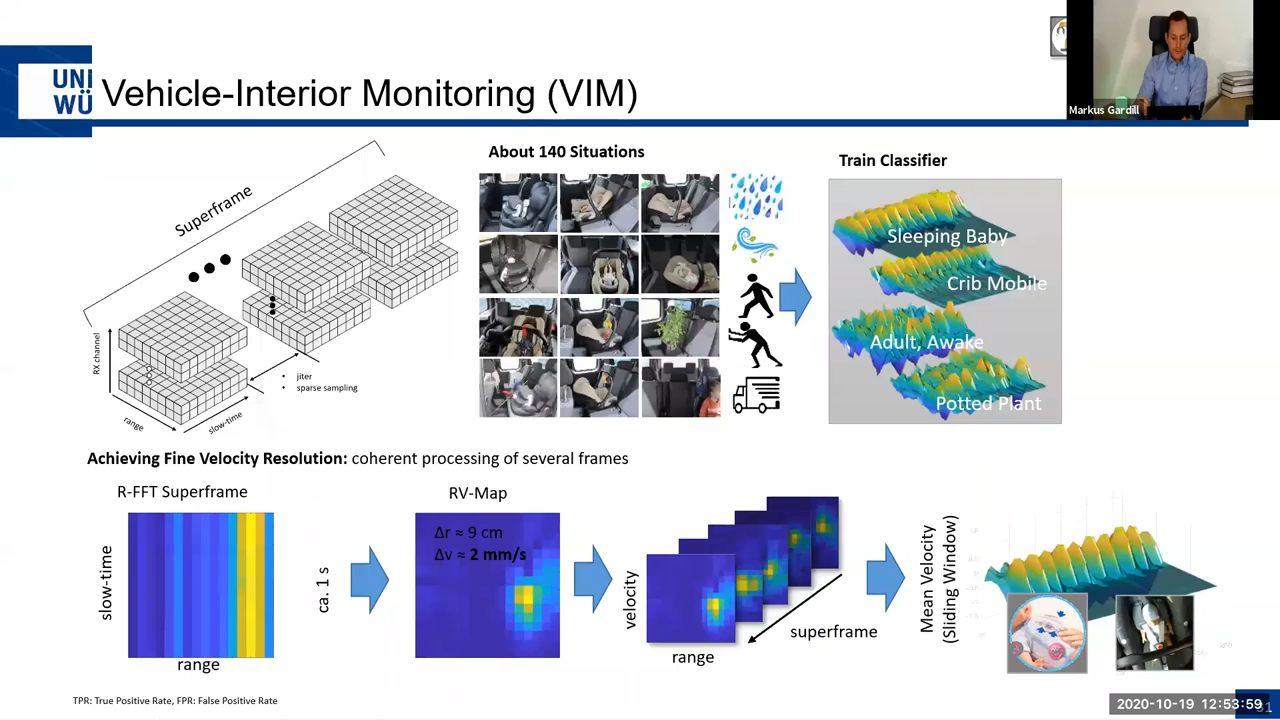 UNI
WÜ
Vehicle-Interior Monitoring (VIM)
Markus Gardill
Superframe
RX channel
range
slow-time
• jiter
• sparse sampling
About 140 Situations
Train Classifier
Sleeping Baby
Crib Mobile
Adult, Awake
Potted Plant
Achieving Fine Velocity Resolution: coherent processing of several frames
R-FFT Superframe
slow-time
range
ca. 1 s
RV-Map
Δr ≈ 9 cm
Δv ≈ 2 mm/s
velocity
range
superframe
Mean Velocity
(Sliding Window)
TPR: True Positive Rate, FPR: False Positive Rate
2020-10-19 12:53:59